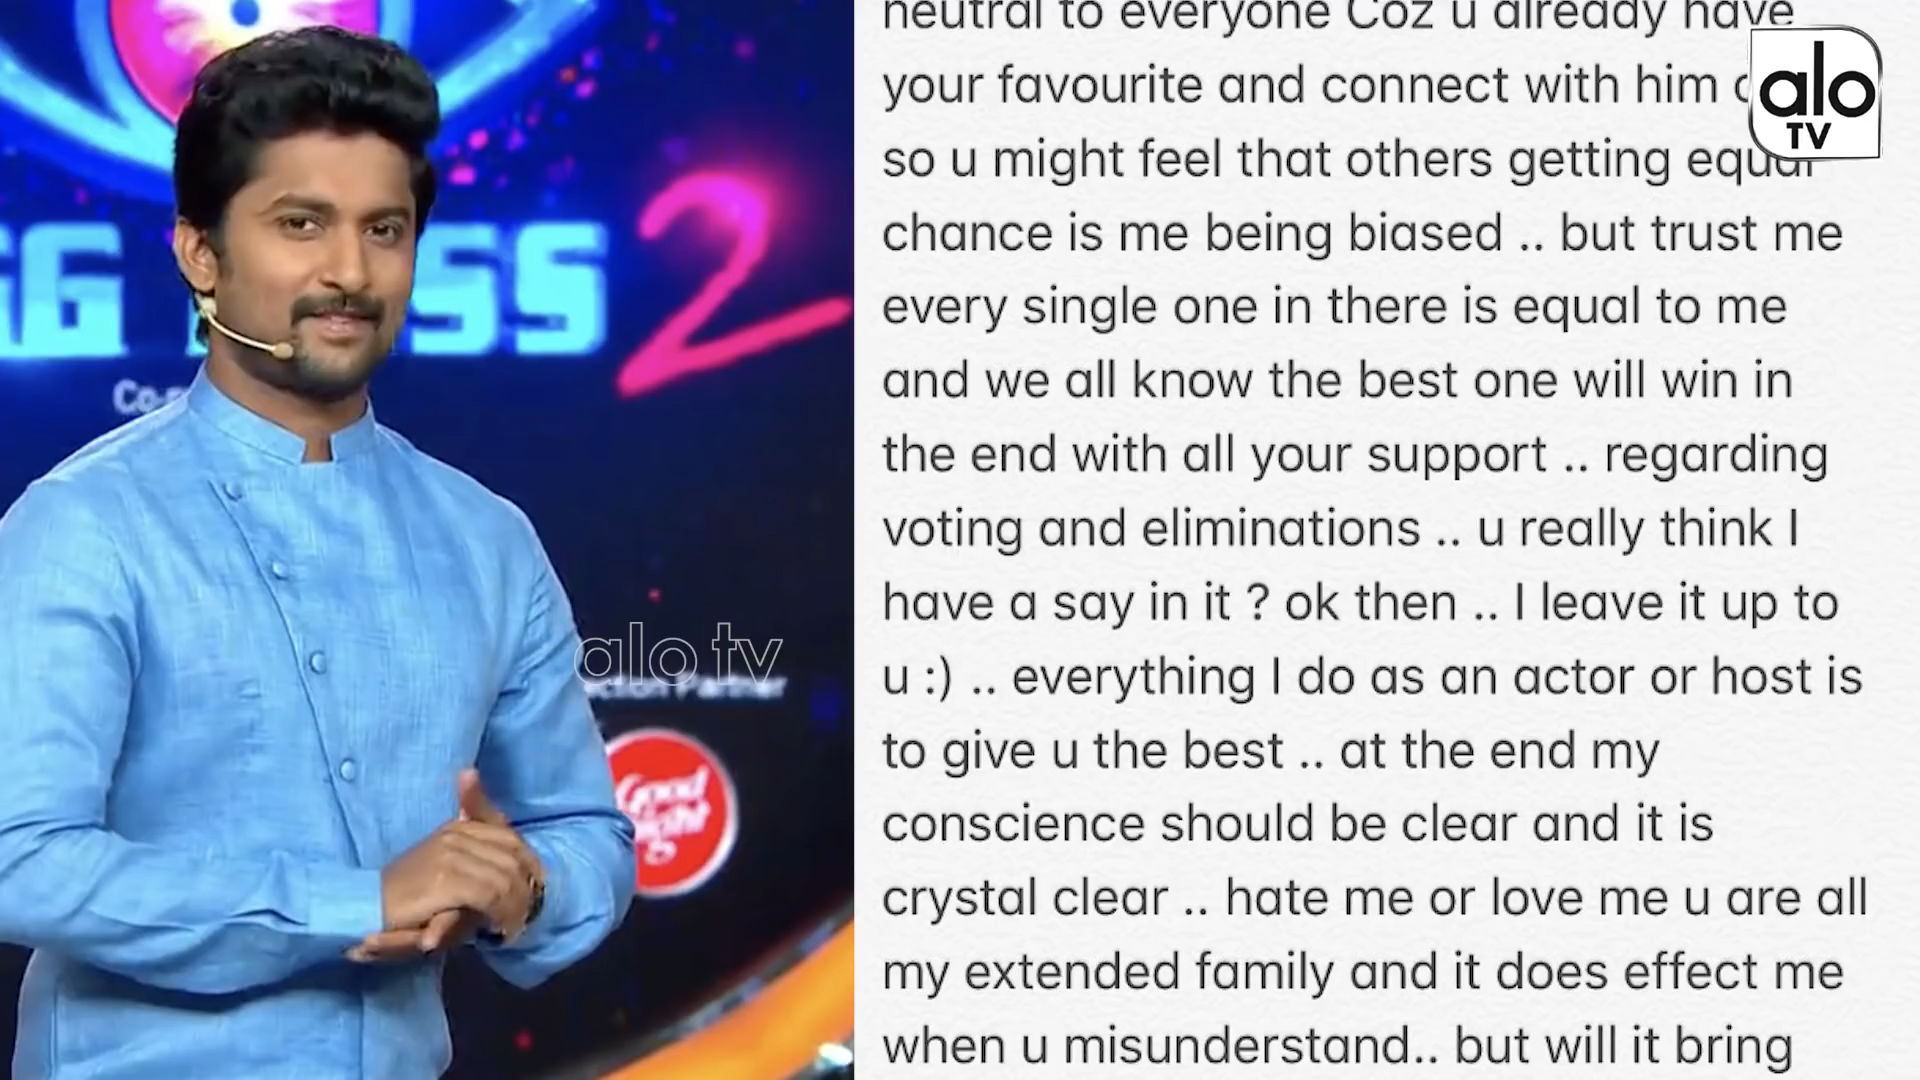 2
alo tv
neutral to everyone Coz u already have
your favourite and connect with him
so u might feel that others getting equal
chance is me being biased .. but trust me
every single one in there is equal to me
and we all know the best one will win in
the end with all your support .. regarding
voting and eliminations .. u really think I
have a say in it ? ok then .. I leave it up to
u :) .. everything I do as an actor or host is
to give u the best .. at the end my
conscience should be clear and it is
crystal clear .. hate me or love me u are all
my extended family and it does effect me
when u misunderstand.. but will it bring
alo
TV